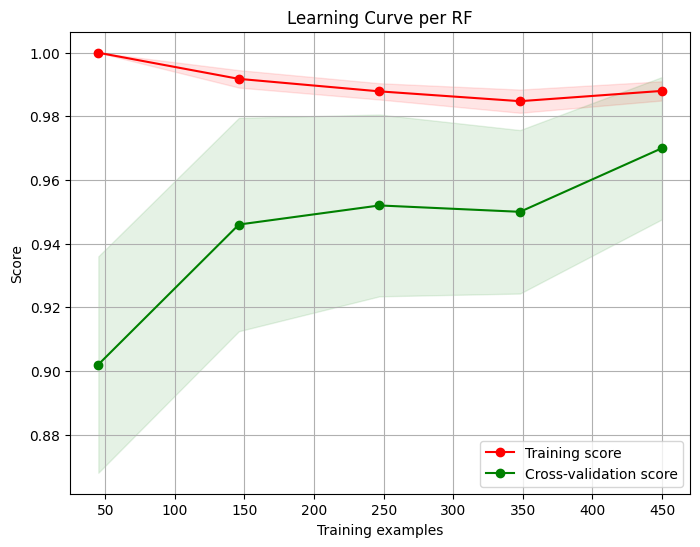 Learning Curve per RF
1.00
0.98
0.96
0.94
0.92
0.90
0.88
Score
50 100 150 200 250 300 350 400 450
Training examples
Training score
Cross-validation score